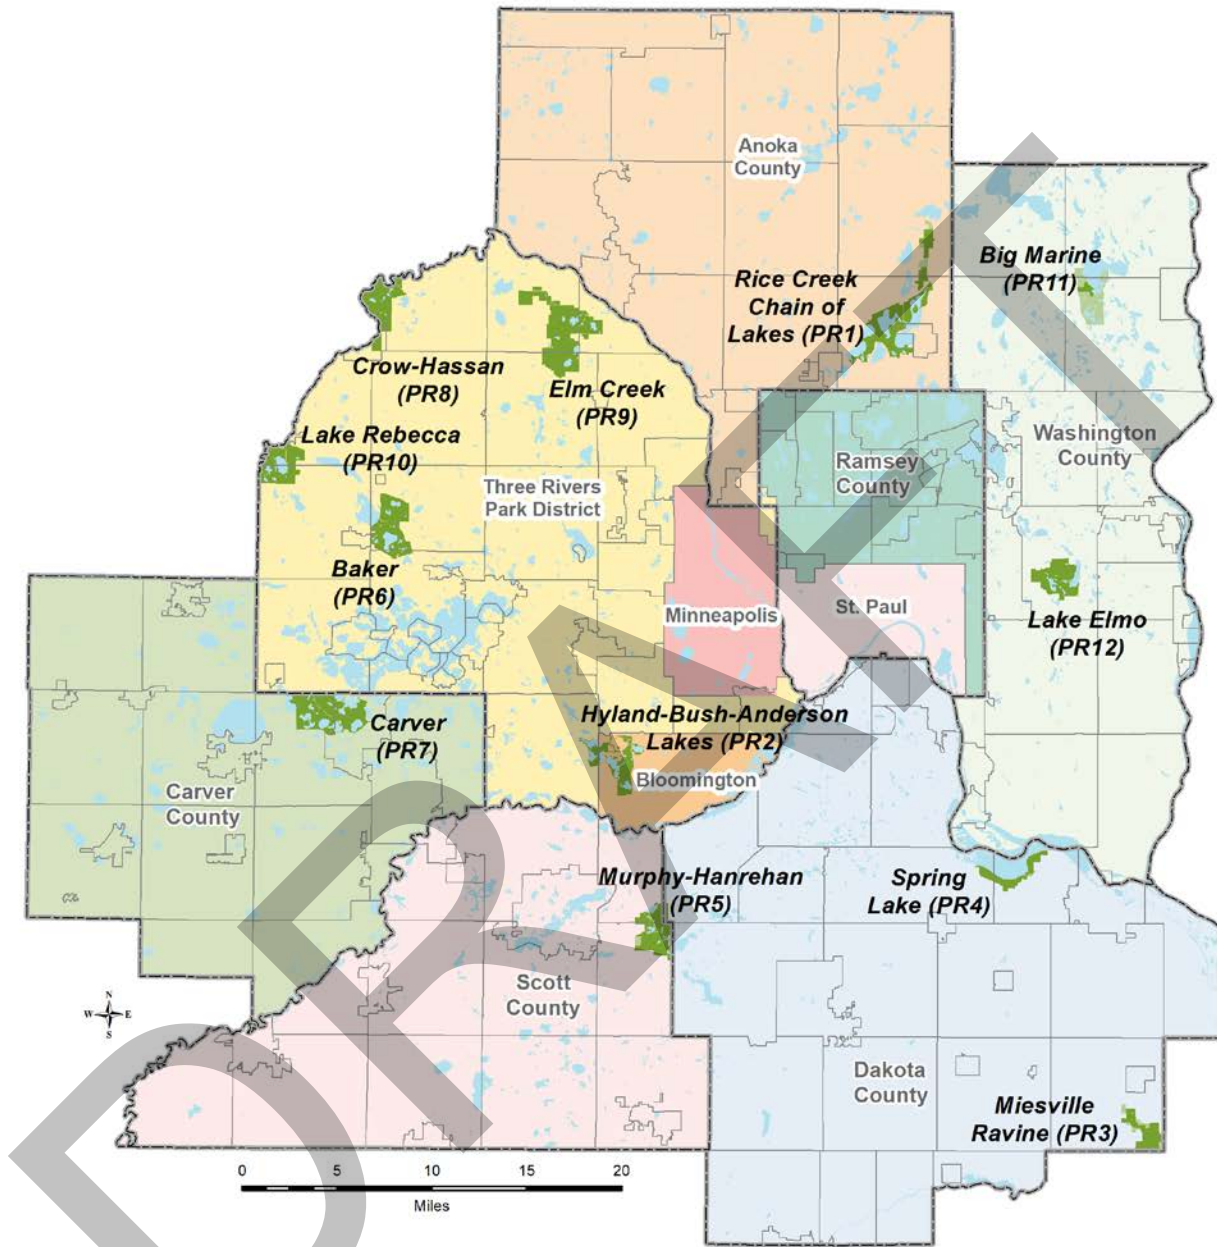 Anoka
County
Big Marine
(PR11)
Rice Creek
Chain of
Lakes (PR1)
Crow-Hassan
(PR8)
Elm Creek
(PR9)
Lake Rebecca
(PR10)
Washington
County
Ramsey
County
Three Rivers
Park District
Baker
(PR6)
Minneapolis
St. Paul
Lake Elmo
(PR12)
Carver
(PR7)
Hyland-Bush-Anderson
Lakes (PR2)
Bloomington
Carver
County
Murphy-Hanrehan
(PR5)
Spring
Lake (PR4)
Scott
County
N
W E
S
Dakota
County
Miesville
Ravine (PR3)
0 5 10 15 20
Miles
DRAFT